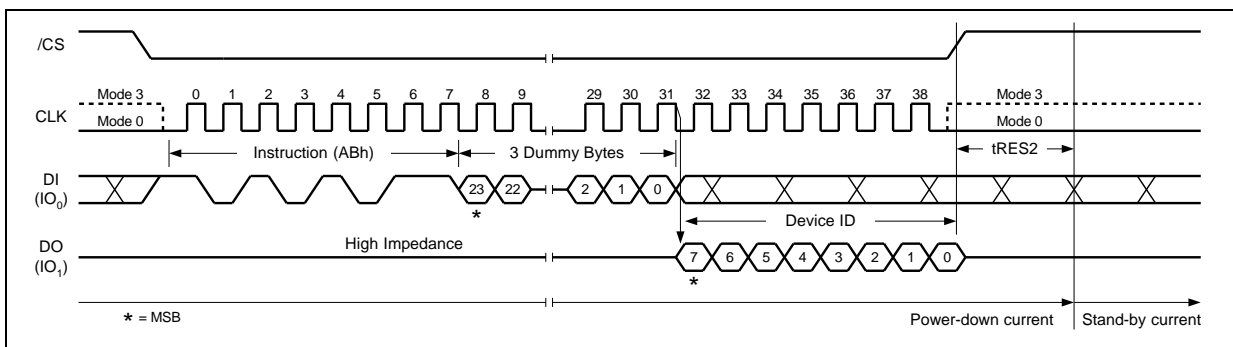 /CS
Mode 3 0 1 2 3 4 5 6 7 8 9 29 30 31 32 33 34 35 36 37 38 Mode 3
CLK
Mode 0 Mode 0
Instruction (ABh) 3 Dummy Bytes tRES2
DI
(IO0)
23 22 2 1 0
*
Device ID
High Impedance
DO
(IO1)
7 6 5 4 3 2 1 0
*
* = MSB
Power-down current Stand-by current